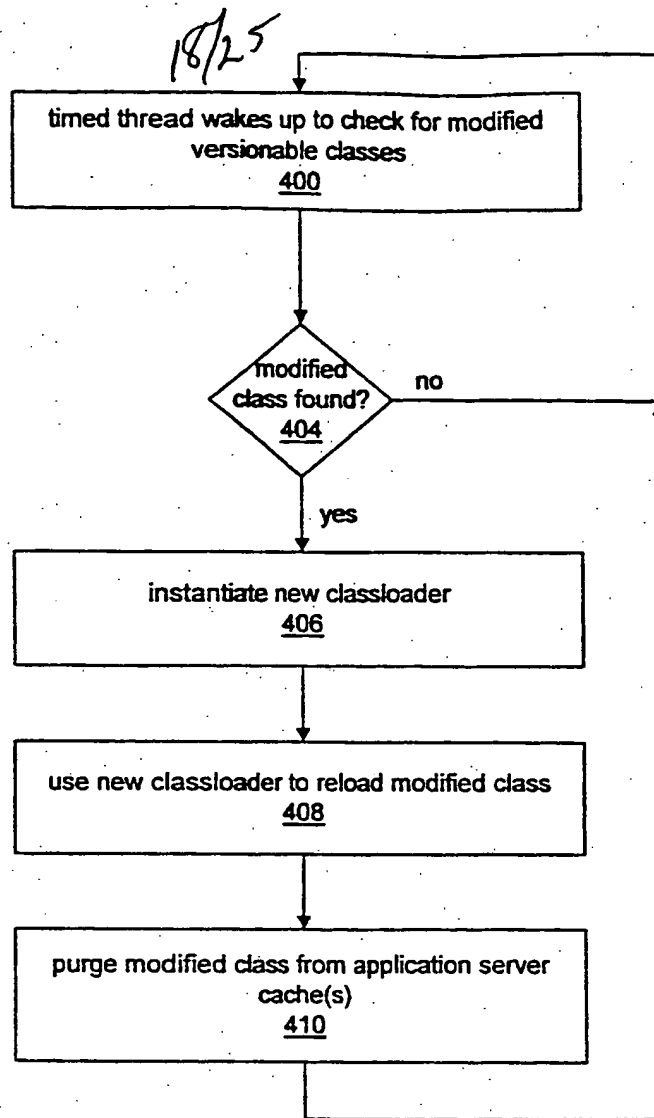 18/25
timed thread wakes up to check for modified
versionable classes
400
modified
class found?
404
no
yes
instantiate new classloader
406
use new classloader to reload modified class
408
purge modified class from application server
cache(s)
410